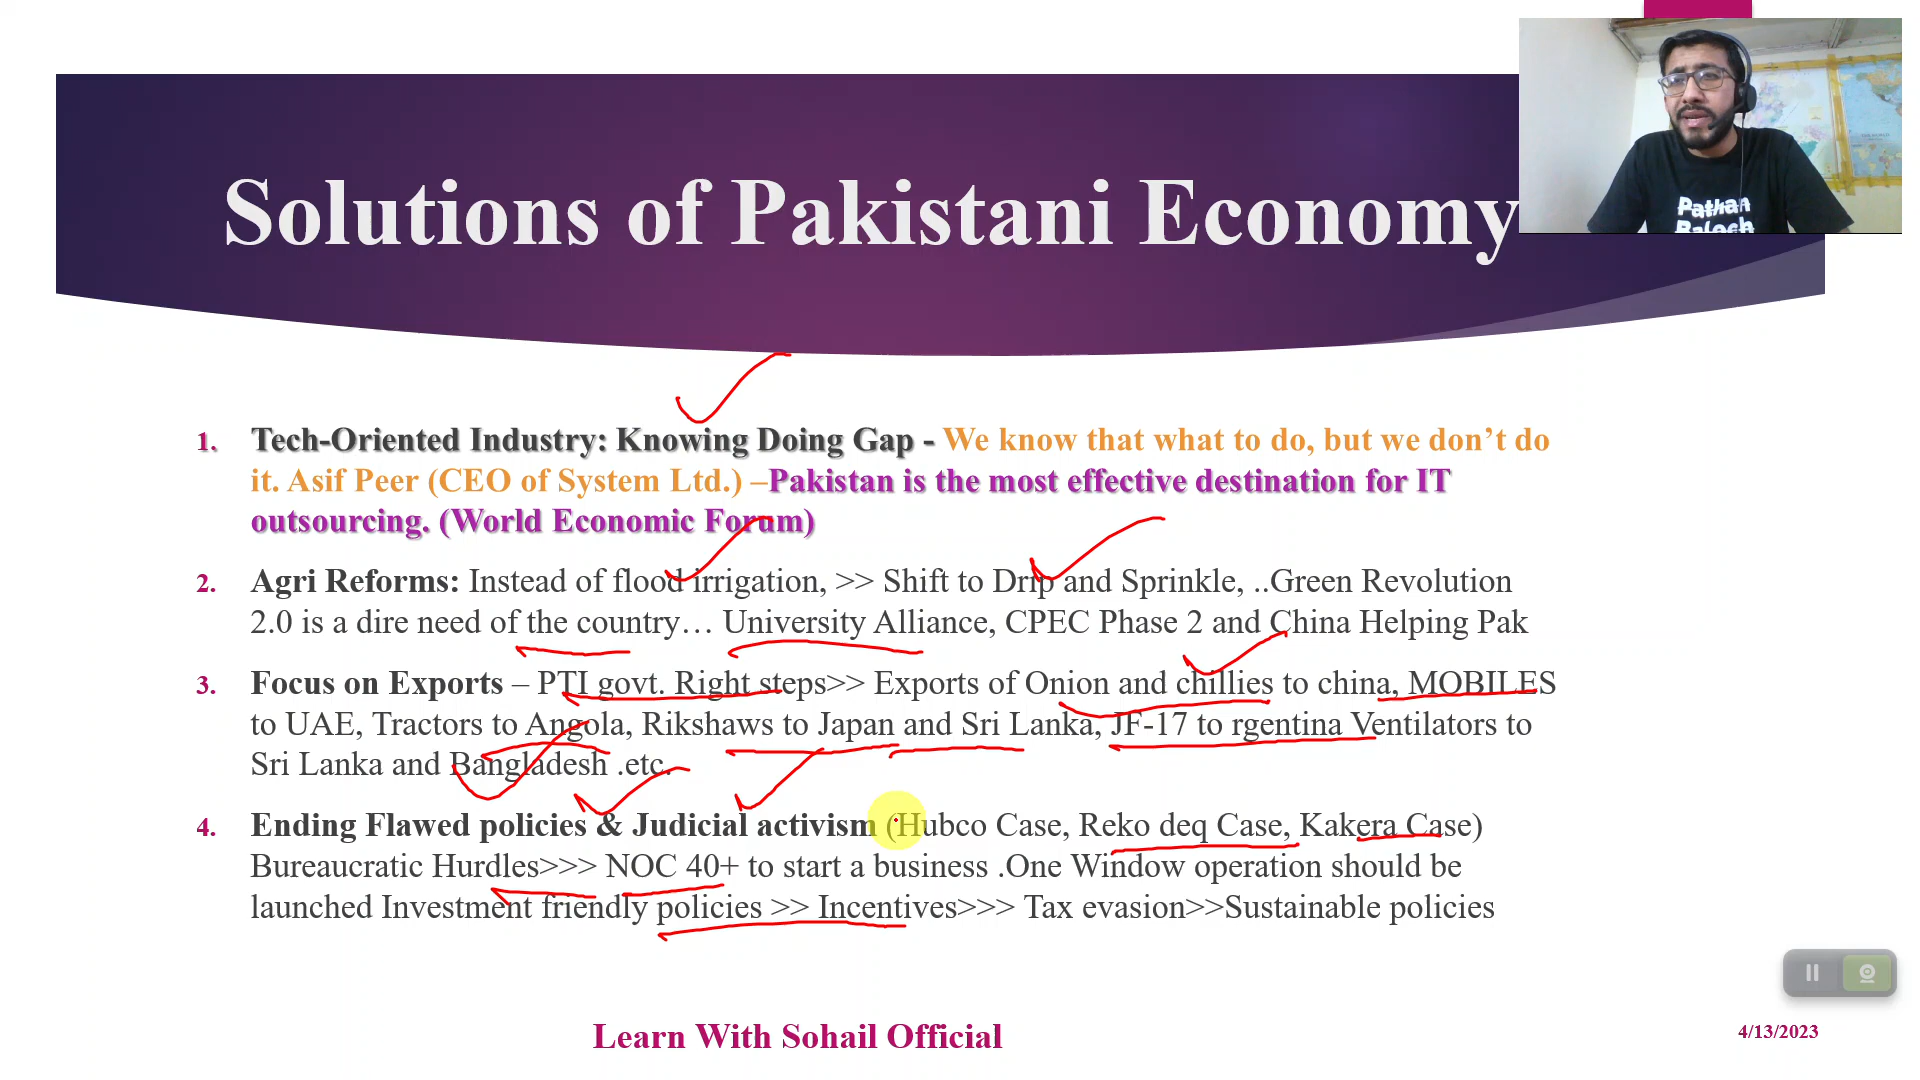 Solutions of Pakistani Economy
Pathan
Baloch
1. Tech-Oriented Industry: Knowing Doing Gap - We know that what to do, but we don’t do
it. Asif Peer (CEO of System Ltd.) –Pakistan is the most effective destination for IT
outsourcing. (World Economic Forum)
2. Agri Reforms: Instead of flood irrigation, >> Shift to Drip and Sprinkle, ..Green Revolution
2.0 is a dire need of the country… University Alliance, CPEC Phase 2 and China Helping Pak
3. Focus on Exports – PTI govt. Right steps>> Exports of Onion and chillies to china, MOBILES
to UAE, Tractors to Angola, Rikshaws to Japan and Sri Lanka, JF-17 to rgentina Ventilators to
Sri Lanka and Bangladesh .etc.
4. Ending Flawed policies & Judicial activism (Hubco Case, Reko deq Case, Kakera Case)
Bureaucratic Hurdles>>> NOC 40+ to start a business .One Window operation should be
launched Investment friendly policies >> Incentives>>> Tax evasion>>Sustainable policies
Learn With Sohail Official
4/13/2023